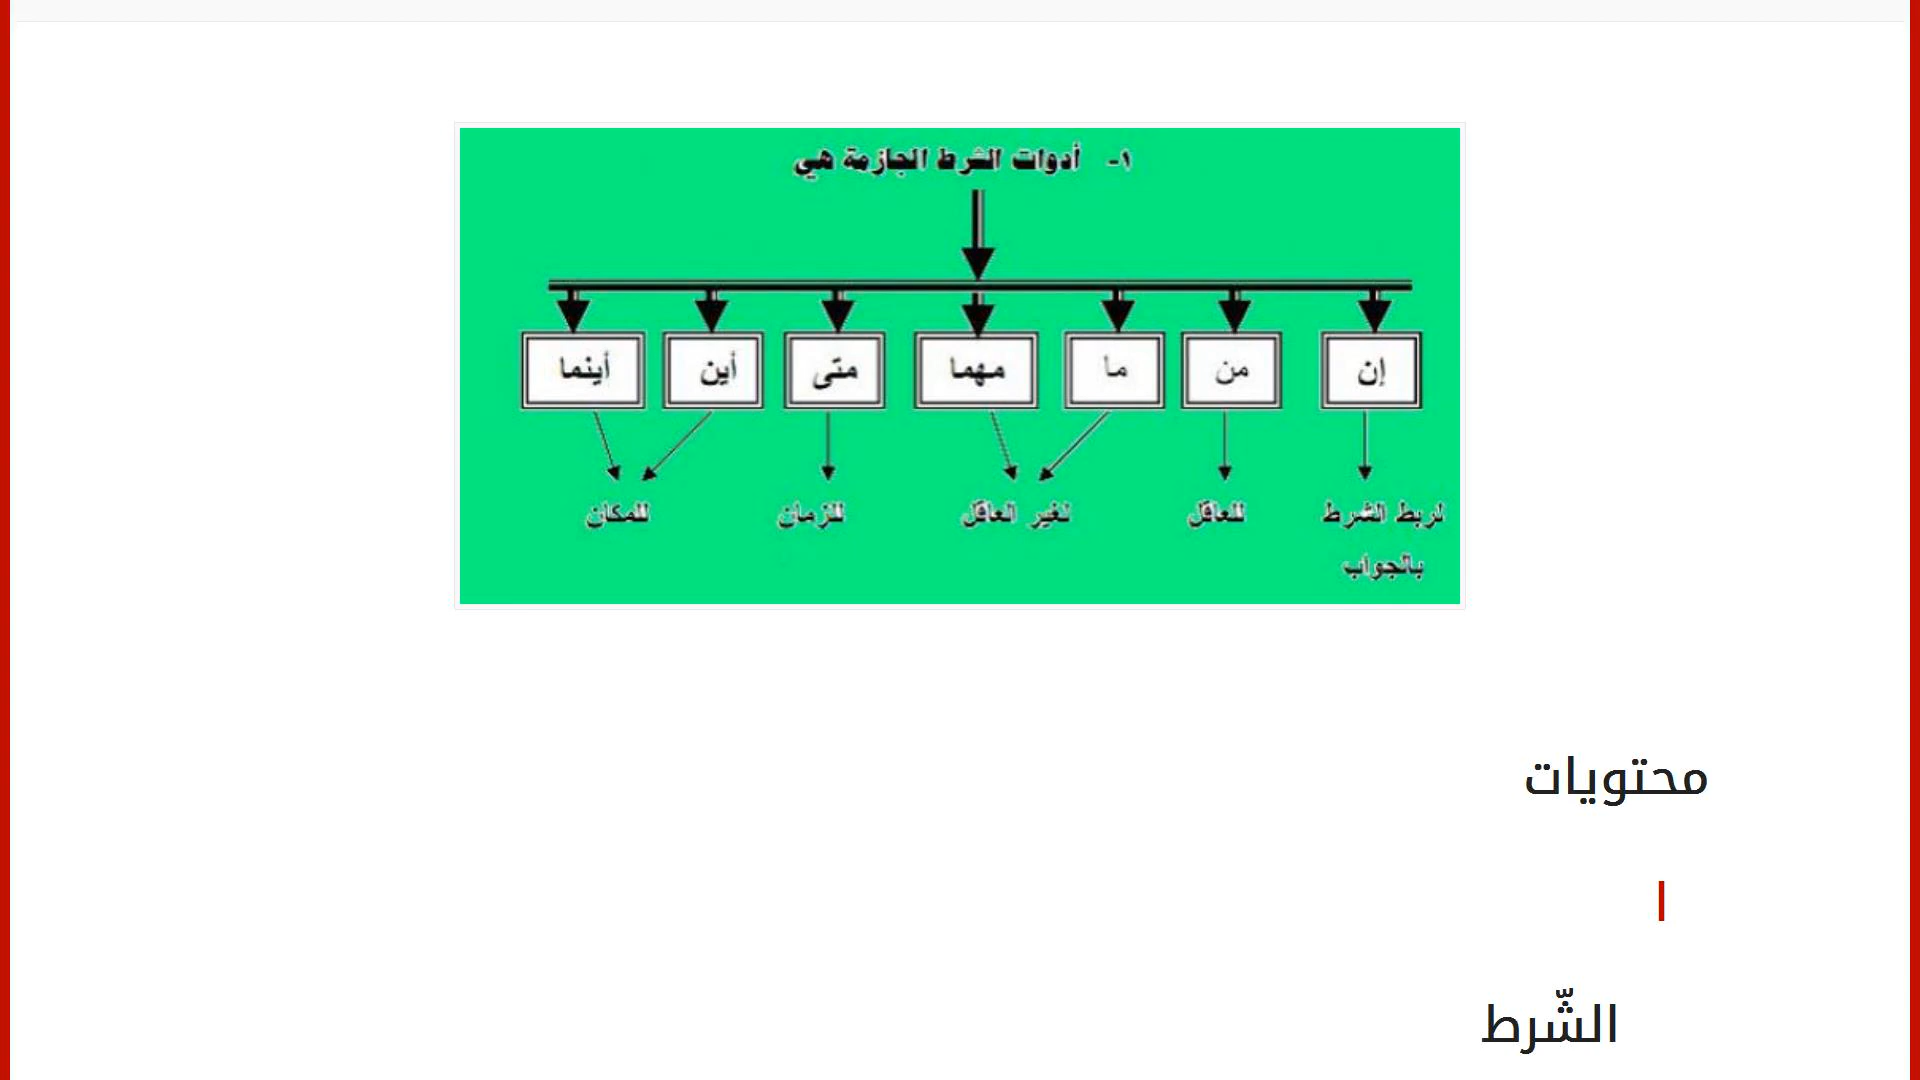 ١- أدوات الشرط الجازمة هي
إن من ما مهما متى أين أينما
لربط الشرط للعاقل لغير العاقل للزمان للمكان
بالجواب
محتويات
ا
الشّرط